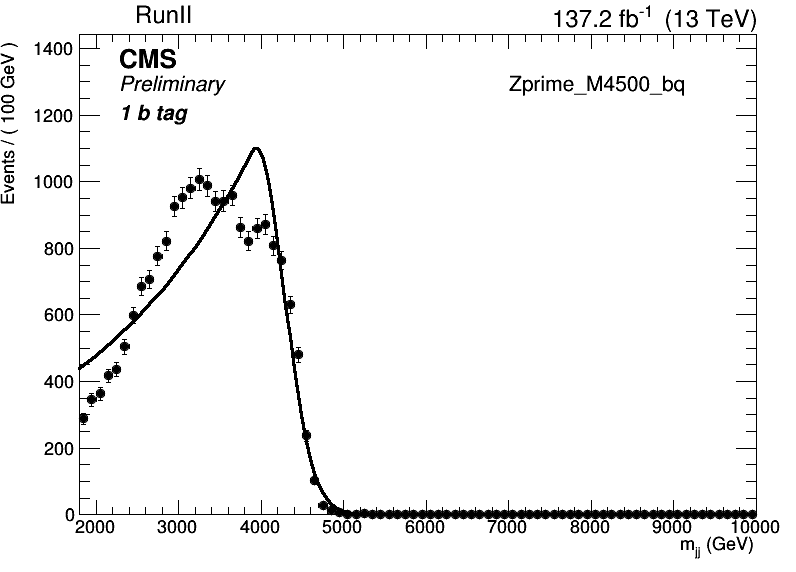 RunII
137.2 fb-1 (13 TeV)
CMS
Preliminary
1 b tag
Zprime_M4500_bq
Events / ( 100 GeV )
1400
1200
1000
800
600
400
200
0
2000 3000 4000 5000 6000 7000 8000 9000 10000
mjj (GeV)